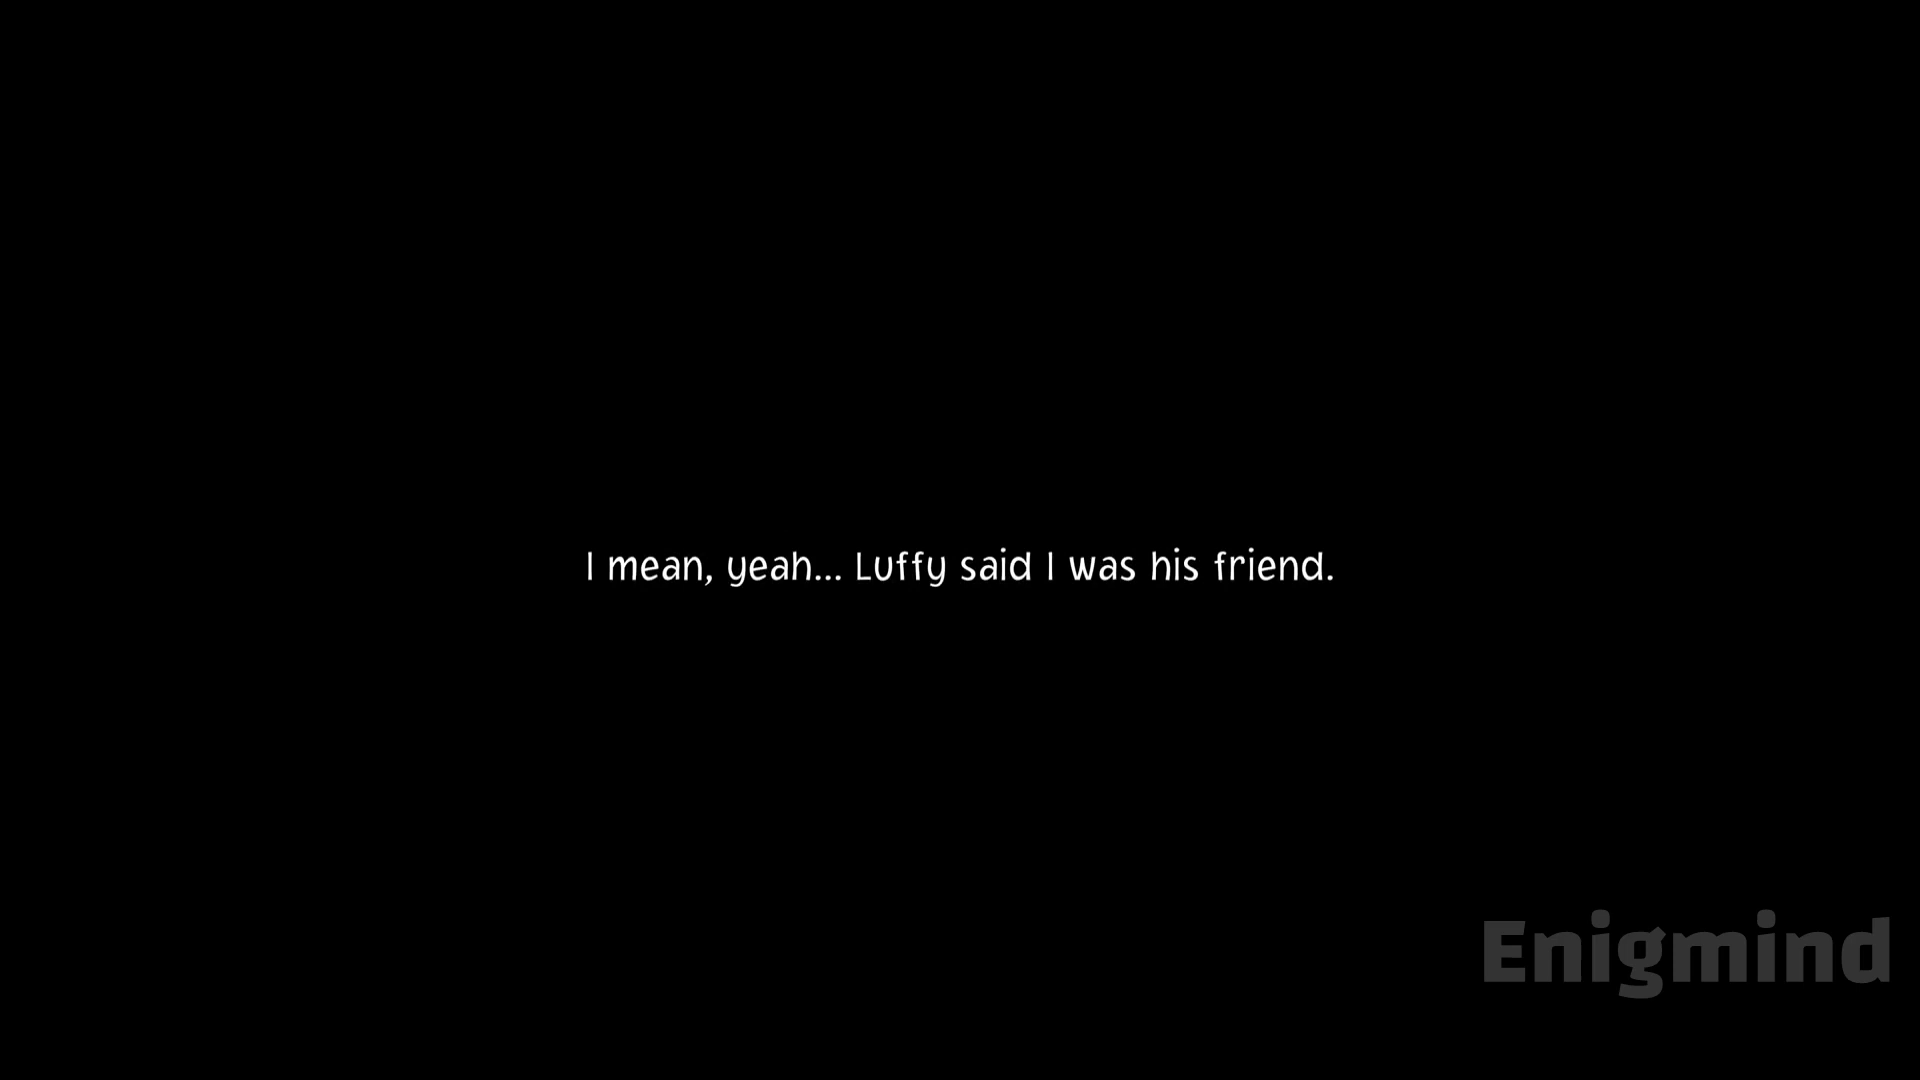 I mean, yeah... Luffy said I was his friend.
Enigmind